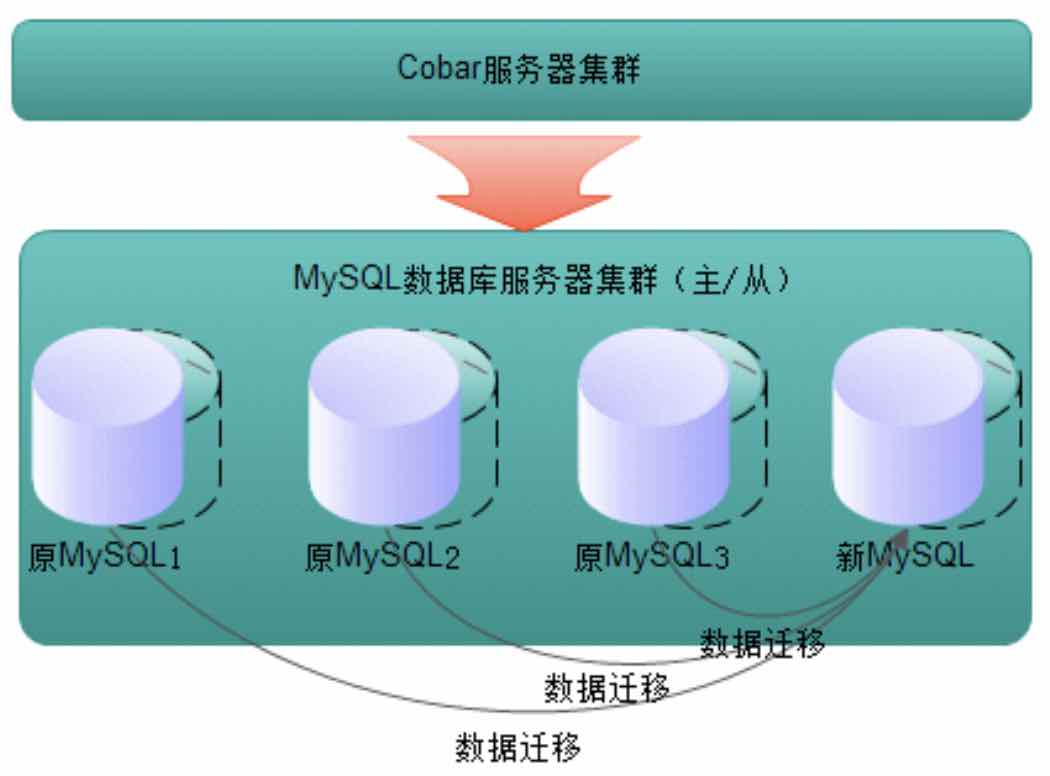 Cobar服务器集群
MySQL数据库服务器集群（主/从）
原MySQL1
原MySQL2
原MySQL3
新MySQL
数据迁移
数据迁移
数据迁移